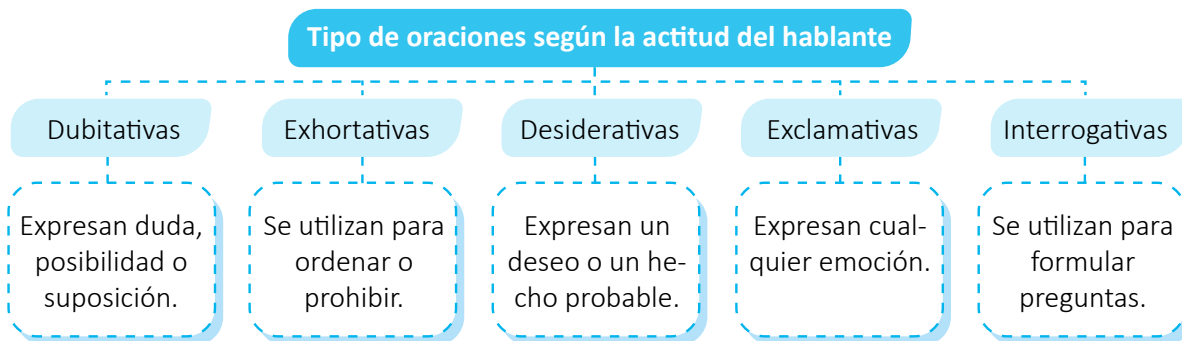 Tipo de oraciones según la actitud del hablante
Dubitativas
Exhortativas
Desiderativas
Exclamativas
Interrogativas
Expresan duda,
posibilidad o
suposición.
Se utilizan para
ordenar o
prohibir.
Expresan un
deseo o un he-
cho probable.
Expresan cual-
quier emoción.
Se utilizan para
formular
preguntas.